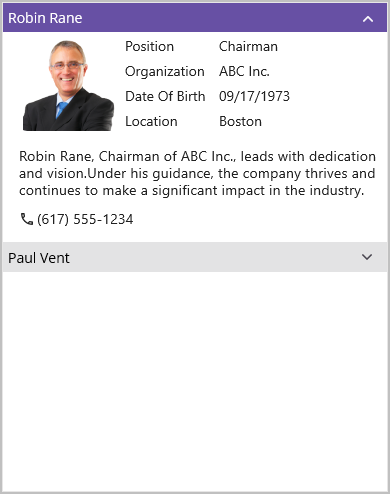 Robin Rane
Position Chairman
Organization ABC Inc.
Date Of Birth 09/17/1973
Location Boston
Robin Rane, Chairman of ABC Inc., leads with dedication
and vision.Under his guidance, the company thrives and
continues to make a significant impact in the industry.
(617) 555-1234
Paul Vent